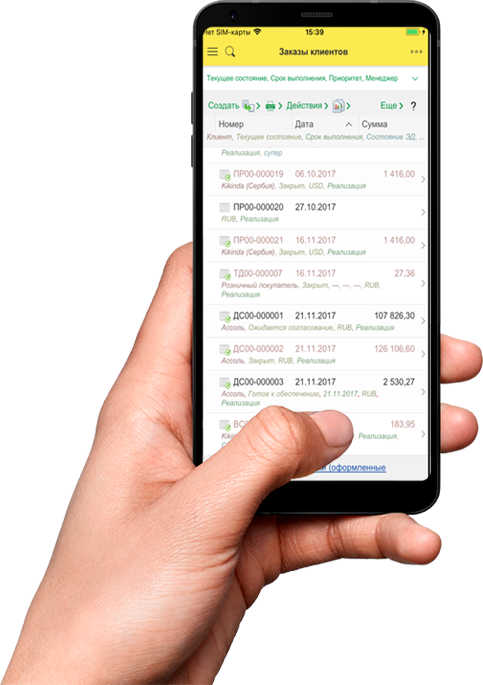 Нет SIM-карты 15:39
Заказы клиентов
Текущее состояние, Срок выполнения, Приоритет, Менеджер
Создать Действия Еще ?
Номер Дата Сумма
Клиент, Текущее состояние, Срок выполнения, Состояние ЭД, ...
Реализация, супер
ПР00-000019 06.10.2017 1 416,00
Kikinda (Сербия), Закрыт, USD, Реализация
ПР00-000020 27.10.2017
RUB, Реализация
ПР00-000021 16.11.2017 1 416,00
Kikinda (Сербия), Закрыт, USD, Реализация
ТД00-000007 16.11.2017 27,36
Розничный покупатель, Закрыт, —, —, —, RUB,
Реализация
ДС00-000001 21.11.2017 107 826,30
Ассоль, Ожидается согласование, RUB, Реализация
ДС00-000002 21.11.2017 126 106,60
Ассоль, Закрыт, RUB, Реализация
ДС00-000003 21.11.2017 2 530,27
Ассоль, Готов к обеспечению, 21.11.2017, RUB,
Реализация
183,95
Реализация,
(оформленные